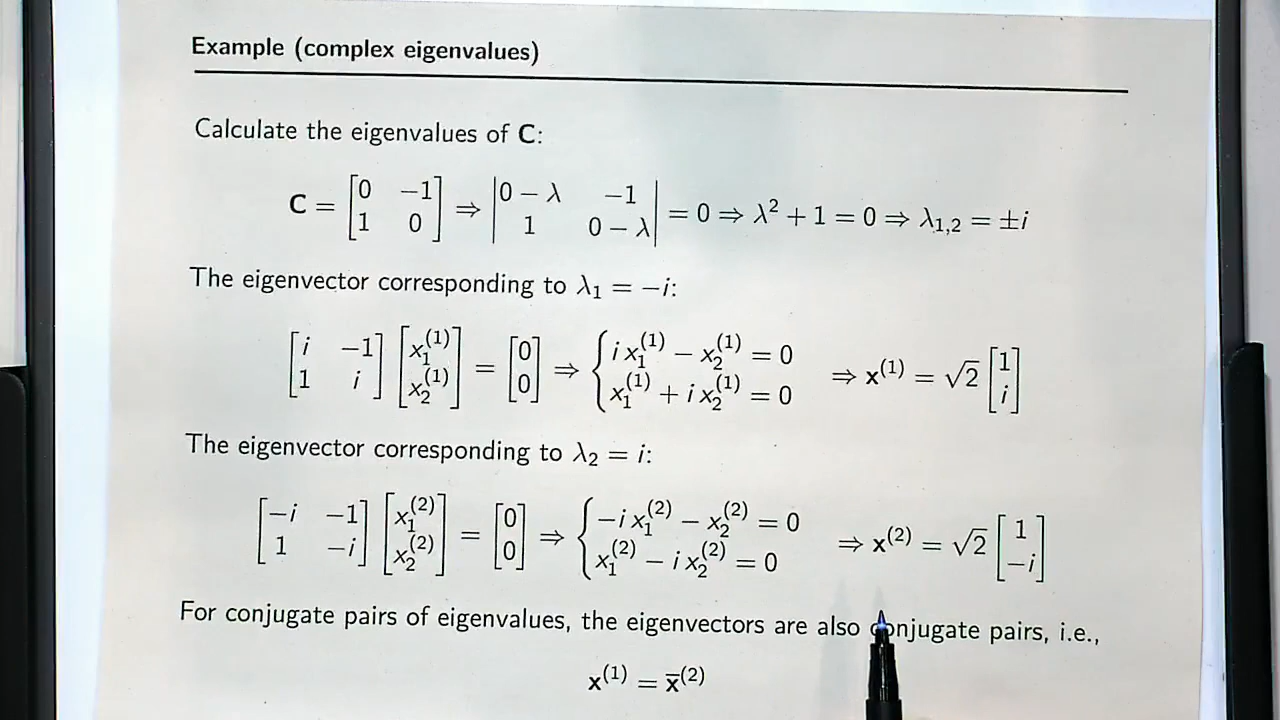 Example (complex eigenvalues)
Calculate the eigenvalues of C:
C = [0 −1; 1 0] ⇒ |0 − λ −1; 1 0 − λ| = 0 ⇒ λ² + 1 = 0 ⇒ λ₁,₂ = ±i
The eigenvector corresponding to λ₁ = −i:
[i −1; 1 i] [x₁⁽¹⁾; x₂⁽¹⁾] = [0; 0] ⇒ {i x₁⁽¹⁾ − x₂⁽¹⁾ = 0; x₁⁽¹⁾ + i x₂⁽¹⁾ = 0 ⇒ x⁽¹⁾ = √2 [1; i]
The eigenvector corresponding to λ₂ = i:
[−i −1; 1 −i] [x₁⁽²⁾; x₂⁽²⁾] = [0; 0] ⇒ {−i x₁⁽²⁾ − x₂⁽²⁾ = 0; x₁⁽²⁾ − i x₂⁽²⁾ = 0 ⇒ x⁽²⁾ = √2 [1; −i]
For conjugate pairs of eigenvalues, the eigenvectors are also conjugate pairs, i.e.,
x⁽¹⁾ = x̄⁽²⁾